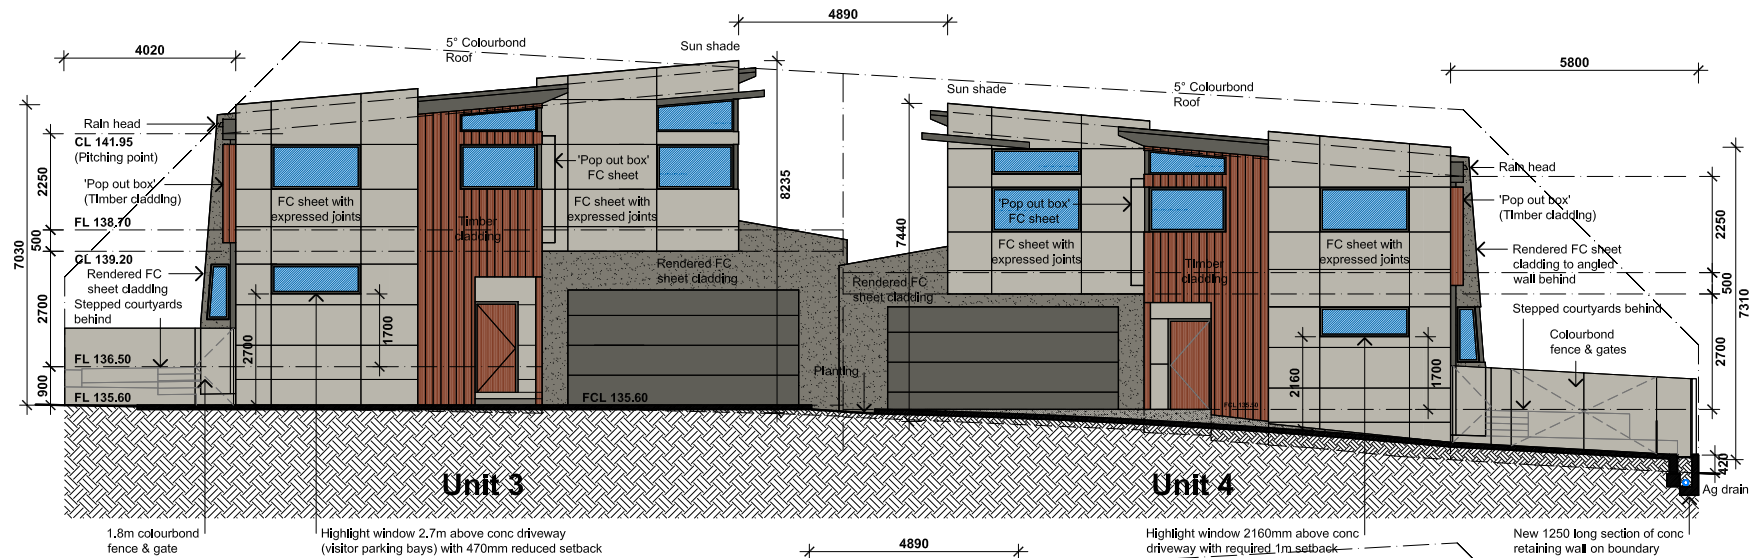 4890
4020
5° Colourbond
Roof
Sun shade
5800
Sun shade
5° Colourbond
Roof
Rain head
CL 141.95
(Pitching point)
'Pop out box'
(Timber cladding)
FL 138.70
CL 139.20
Rendered FC
sheet cladding
Stepped courtyards
behind
FL 136.50
FL 135.60
7030
2250
500
2700
900
FC sheet with
expressed joints
Timber
cladding
'Pop out box'
FC sheet
FC sheet with
expressed joints
Rendered FC
sheet cladding
2700
1700
FCL 135.60
8235
7440
Planting
Rendered FC
sheet cladding
'Pop out box'
FC sheet
FC sheet with
expressed joints
Timber
cladding
FC sheet with
expressed joints
2160
1700
Rain head
'Pop out box'
(Timber cladding)
Rendered FC sheet
cladding to angled
wall behind
Stepped courtyards behind
Colourbond
fence & gates
2250
500
2700
7310
420
Ag drain
Unit 3
Unit 4
1.8m colourbond
fence & gate
Highlight window 2.7m above conc driveway
(visitor parking bays) with 470mm reduced setback
4890
Highlight window 2160mm above conc
driveway with required 1m setback
New 1250 long section of conc
retaining wall on boundary